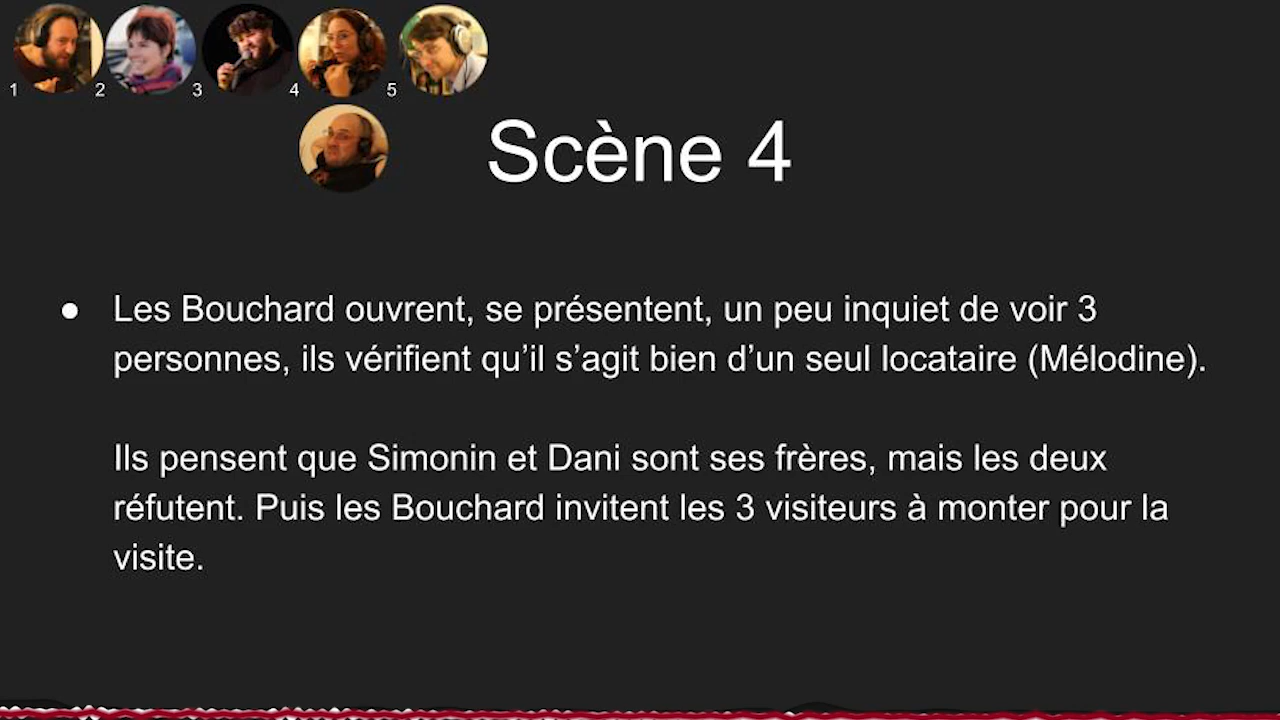 1 2 3 4 5
Scène 4
● Les Bouchard ouvrent, se présentent, un peu inquiet de voir 3
personnes, ils vérifient qu’il s’agit bien d’un seul locataire (Mélodine).
Ils pensent que Simonin et Dani sont ses frères, mais les deux
réfutent. Puis les Bouchard invitent les 3 visiteurs à monter pour la
visite.